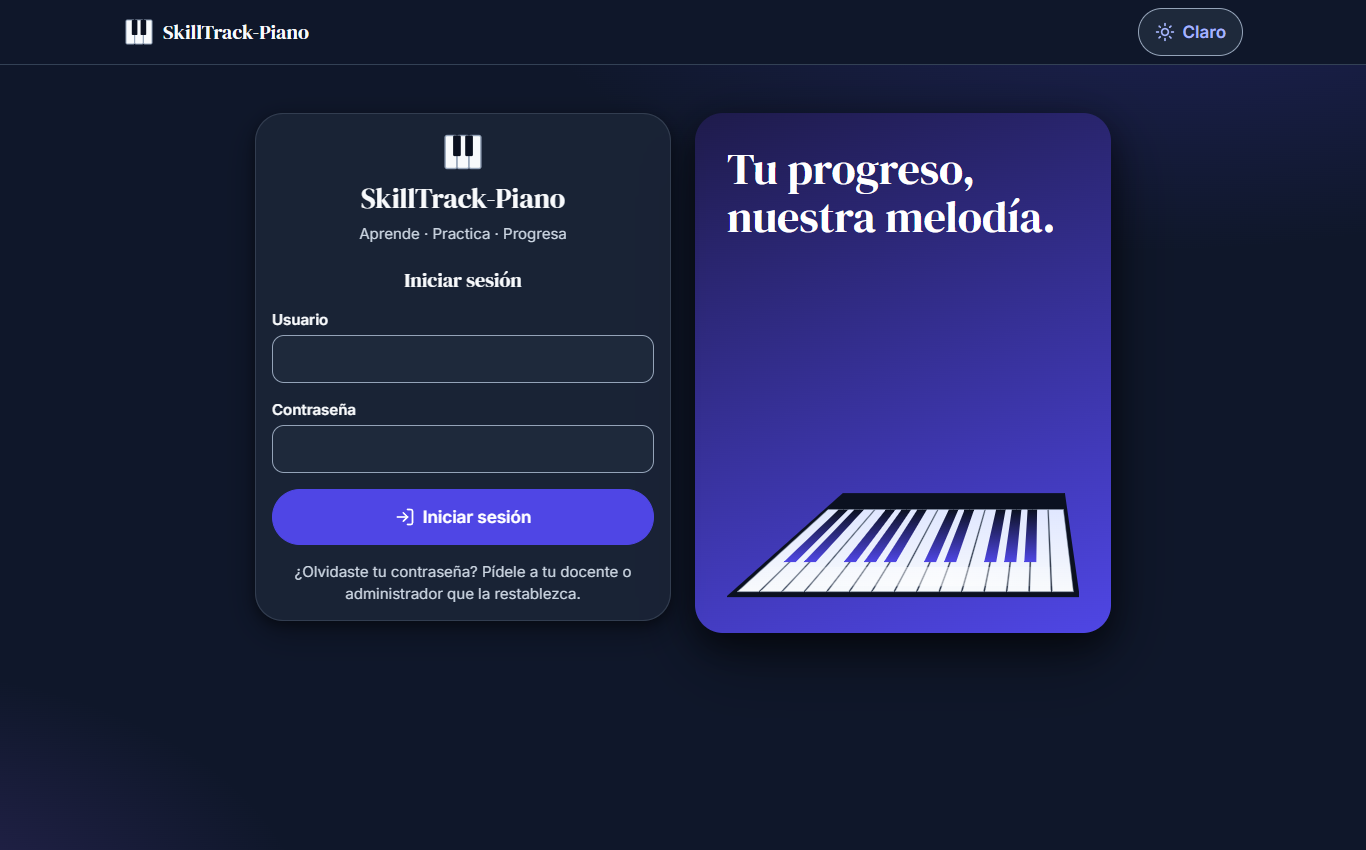 SkillTrack-Piano
Claro
SkillTrack-Piano
Aprende · Practica · Progresa
Iniciar sesión
Usuario
Contraseña
Iniciar sesión
¿Olvidaste tu contraseña? Pídele a tu docente o
administrador que la restablezca.
Tu progreso,
nuestra melodía.